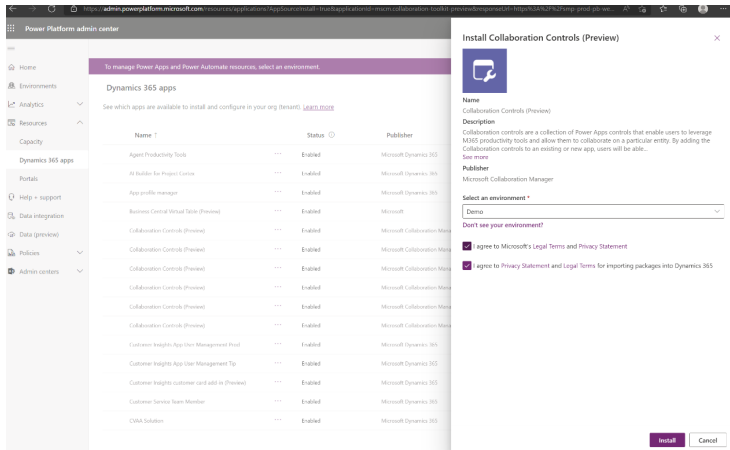 https://admin.powerplatform.microsoft.com/resources/applications?AppSourceInstall=true&applicationId=mscrm.collaboration-toolkit-preview&responseUrl=https%3A%2F%2Fsmp-prod-pb-we...
Power Platform admin center
Home
Environments
Analytics
Resources
Capacity
Dynamics 365 apps
Portals
Help + support
Data integration
Data (preview)
Policies
Admin centers
To manage Power Apps and Power Automate resources, select an environment.
Dynamics 365 apps
See which apps are available to install and configure in your org (tenant). Learn more
Name ↑ Status Publisher
Agent Productivity Tools ... Enabled Microsoft Dynamics 365
AI Builder for Project Cortex ... Enabled Microsoft Dynamics 365
App profile manager ... Enabled Microsoft Dynamics 365
Business Central Virtual Table (Preview) ... Enabled Microsoft
Collaboration Controls (Preview) ... Enabled Microsoft Collaboration Mana
Collaboration Controls (Preview) ... Enabled Microsoft Collaboration Mana
Collaboration Controls (Preview) ... Enabled Microsoft Collaboration Mana
Collaboration Controls (Preview) ... Enabled Microsoft Collaboration Mana
Collaboration Controls (Preview) ... Enabled Microsoft Collaboration Mana
Collaboration Controls (Preview) ... Enabled Microsoft Collaboration Mana
Customer Insights App User Management Prod ... Enabled Microsoft Dynamics 365
Customer Insights App User Management Tip ... Enabled Microsoft Dynamics 365
Customer Insights customer card add-in (Preview) ... Enabled Microsoft Dynamics 365
Customer Service Team Member ... Enabled Microsoft Dynamics 365
CVAA Solution ... Enabled Microsoft Dynamics 365
Install Collaboration Controls (Preview)
Name
Collaboration Controls (Preview)
Description
Collaboration controls are a collection of Power Apps controls that enable users to leverage
M365 productivity tools and allow them to collaborate on a particular entity. By adding the
Collaboration controls to an existing or new app, users will be able...
See more
Publisher
Microsoft Collaboration Manager
Select an environment *
Demo
Don't see your environment?
I agree to Microsoft's Legal Terms and Privacy Statement
I agree to Privacy Statement and Legal Terms for importing packages into Dynamics 365
Install
Cancel